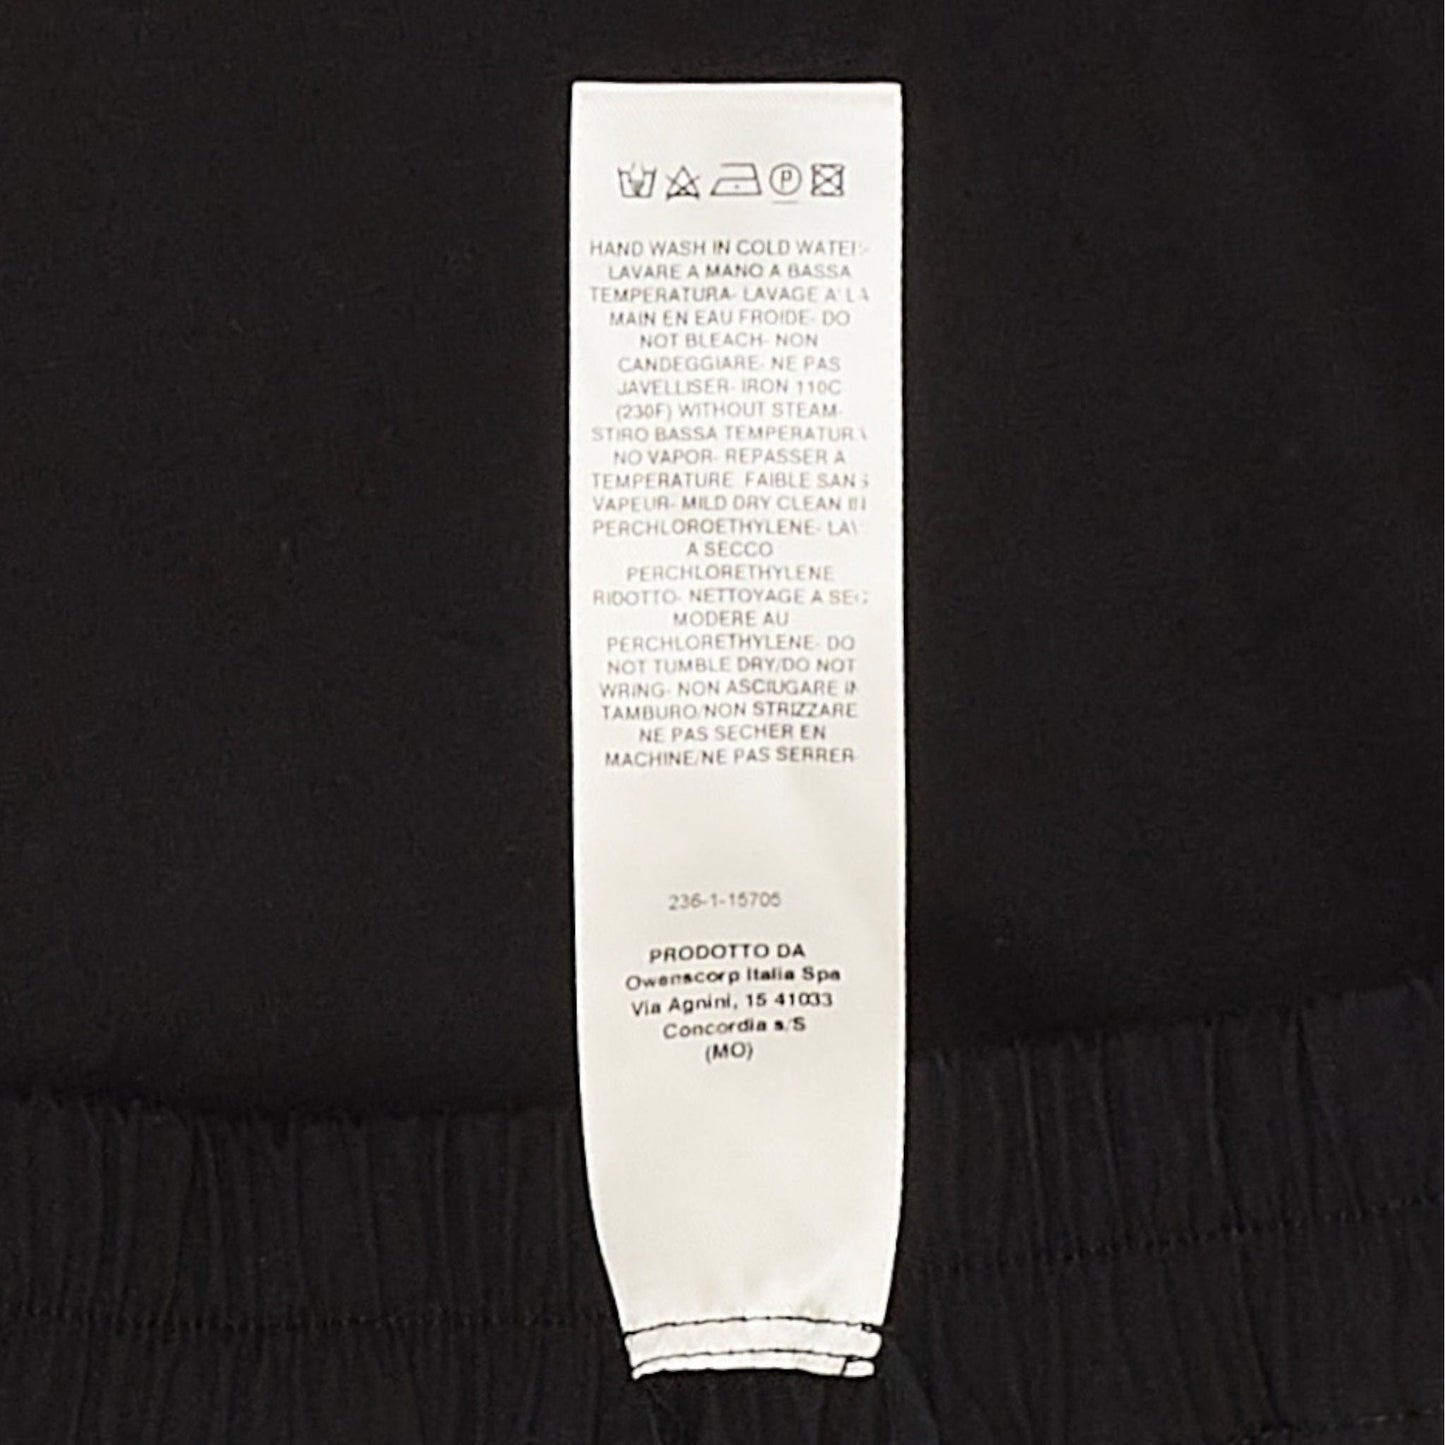 HAND WASH IN COLD WATER-
LAVARE A MANO A BASSA
TEMPERATURA- LAVAGE A' LA
MAIN EN EAU FROIDE- DO
NOT BLEACH- NON
CANDEGGIARE- NE PAS
JAVELLISER- IRON 110C
(230F) WITHOUT STEAM-
STIRO BASSA TEMPERATURA
NO VAPOR- REPASSER A
TEMPERATURE FAIBLE SANS
VAPEUR- MILD DRY CLEAN IN
PERCHLOROETHYLENE-
A SECCO
PERCHLORETHYLENE
RIDOTTO- NETTOYAGE A SEC
MODERE AU
PERCHLORETHYLENE- DO
NOT TUMBLE DRY/DO NOT
WRING- NON ASCIUGARE IN
TAMBURO/NON STRIZZARE
NE PAS SECHER EN
MACHINE/NE PAS SERRER
236-1-15705
PRODOTTO DA
Owenscorp Italia Spa
Via Agnini, 15 41033
Concordia s/S
(MO)